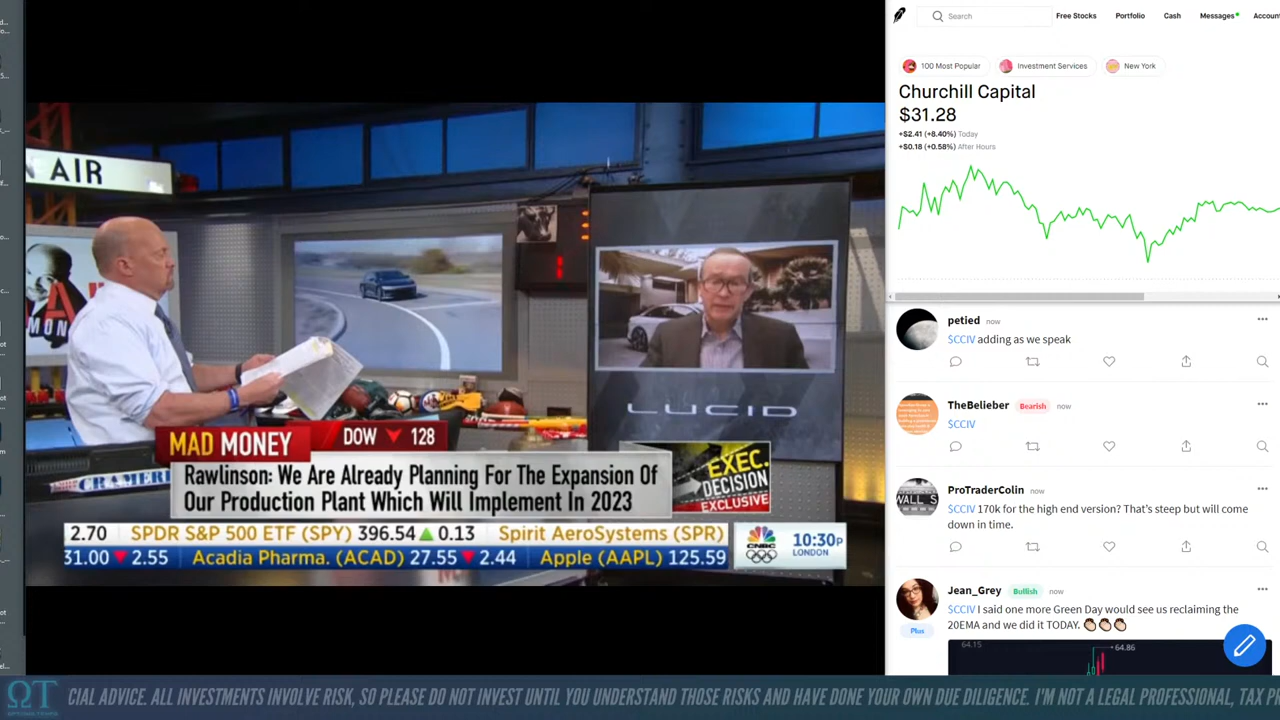 AIR
LUCID
MAD MONEY
DOW ▼ 128
Rawlinson: We Are Already Planning For The Expansion Of
Our Production Plant Which Will Implement In 2023
EXEC.
DECISION
EXCLUSIVE
2.70 SPDR S&P 500 ETF (SPY) 396.54 ▲ 0.13 Spirit AeroSystems (SPR)
31.00 ▼ 2.55 Acadia Pharma. (ACAD) 27.55 ▼ 2.44 Apple (AAPL) 125.59
CNBC
10:30P
LONDON
Search
Free Stocks
Portfolio
Cash
Messages
Accoun
100 Most Popular
Investment Services
New York
Churchill Capital
$31.28
+$2.41 (+8.40%) Today
+$0.18 (+0.58%) After Hours
petied now
$CCIV adding as we speak
TheBelieber Bearish now
$CCIV
WALL S
ProTraderColin now
$CCIV 170k for the high end version? That's steep but will come
down in time.
Jean_Grey Bullish now
Plus
$CCIV I said one more Green Day would see us reclaiming the
20EMA and we did it TODAY. 👏🏻👏🏻👏🏻
64.15
64.86
ΩT
CIAL ADVICE. ALL INVESTMENTS INVOLVE RISK, SO PLEASE DO NOT INVEST UNTIL YOU UNDERSTAND THOSE RISKS AND HAVE DONE YOUR OWN DUE DILIGENCE. I'M NOT A LEGAL PROFESSIONAL, TAX P